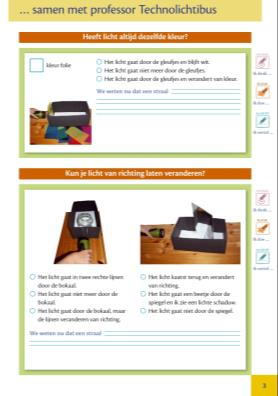 ... samen met professor Technolichtibus
Heeft licht altijd dezelfde kleur?
kleur folie
Het licht gaat door de gleufjes en blijft wit.
Het licht gaat niet meer door de gleufjes.
Het licht gaat door de gleufjes en verandert van kleur.
We weten nu dat een straal
Ik denk ...
Ik doe ...
Ik vertel ...
Kun je licht van richting laten veranderen?
Ik denk ...
Ik doe ...
Ik vertel ...
Het licht gaat in twee rechte lijnen
door de bokaal.
Het licht gaat niet meer door de
bokaal.
Het licht gaat door de bokaal, maar
de lijnen veranderen van richting.
Het licht kaatst terug en verandert
van richting.
Het licht gaat een beetje door de
spiegel en ik zie een lichte schaduw.
Het licht gaat niet door de spiegel.
We weten nu dat een straal
3